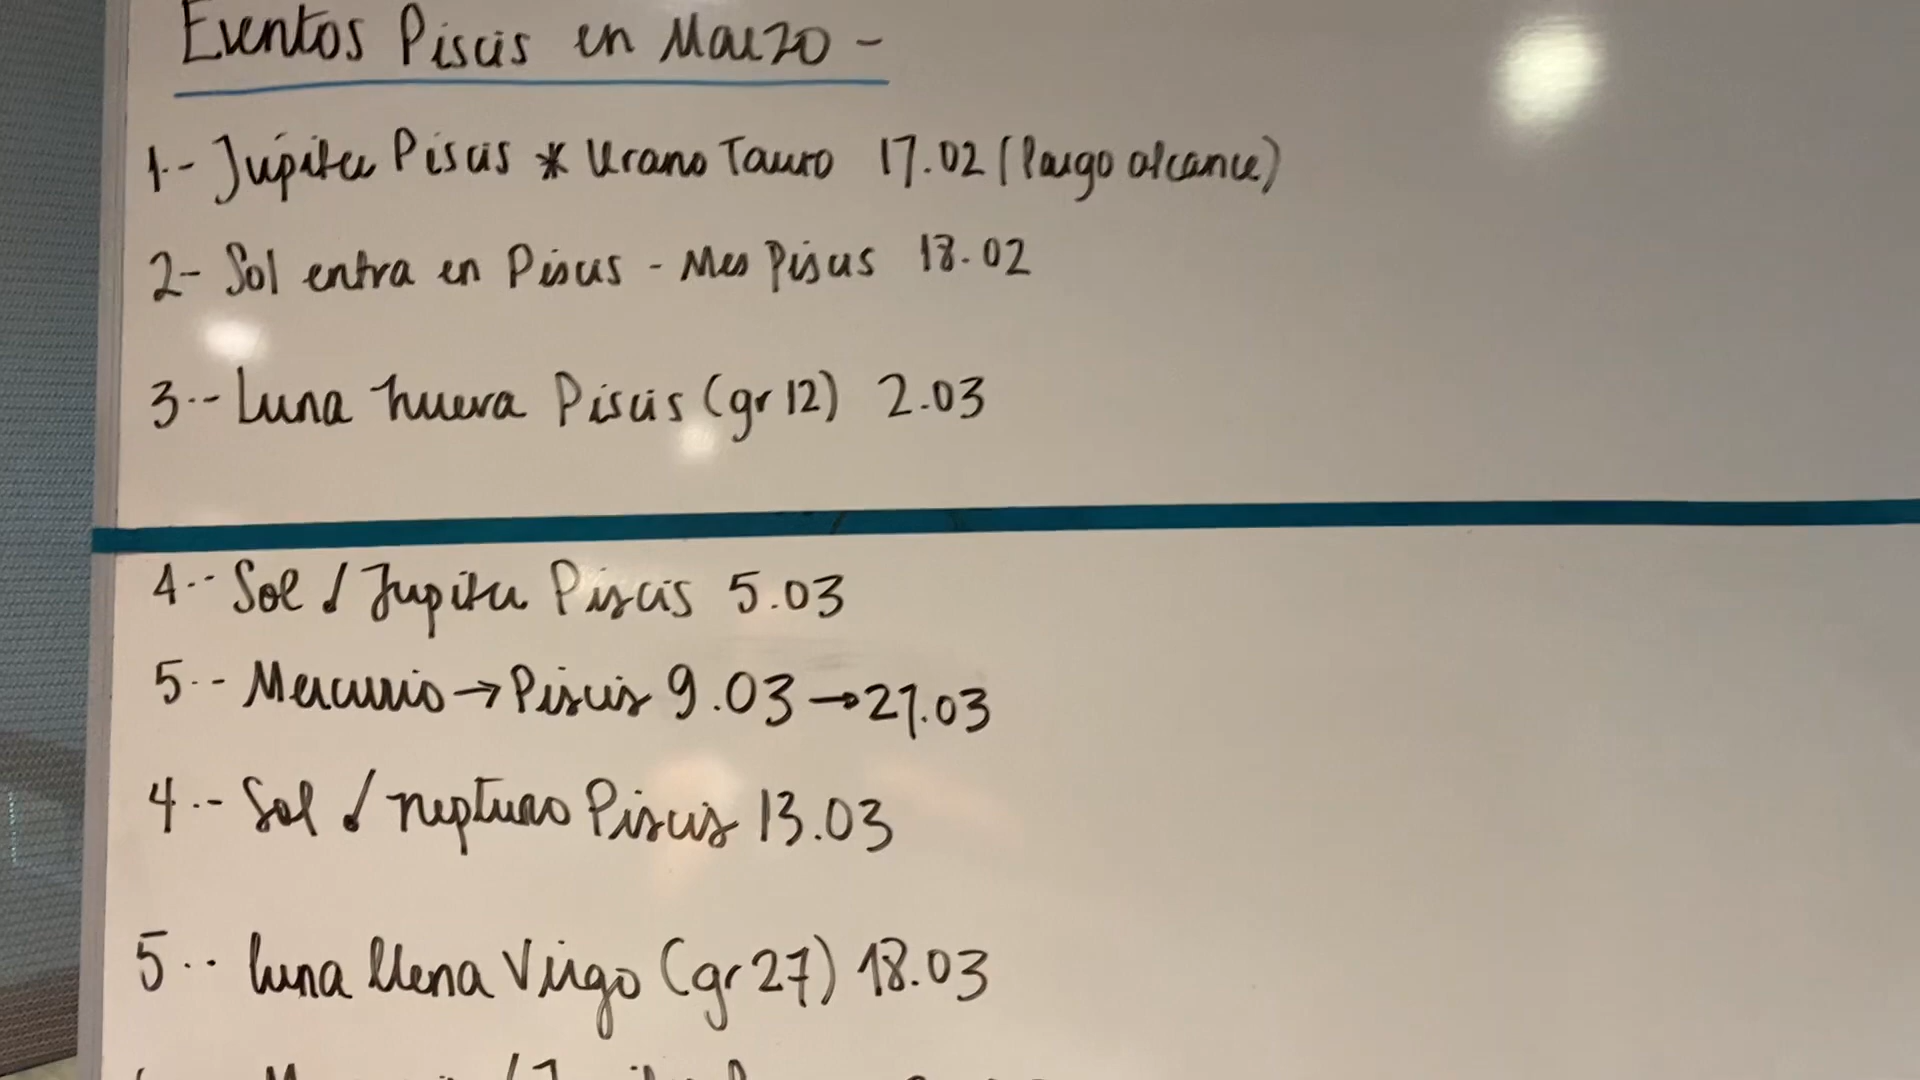 Eventos Piscis en Marzo -
1.- Júpiter Piscis * Urano Tauro 17.02 (largo alcance)
2- Sol entra en Piscis - Mes Piscis 18.02
3.- Luna nueva Piscis (gr 12) 2.03
4.- Sol / Jupiter Piscis 5.03
5.- Mercurio → Piscis 9.03 → 27.03
4.- Sol / neptuno Piscis 13.03
5.. luna llena Virgo (gr 27) 18.03